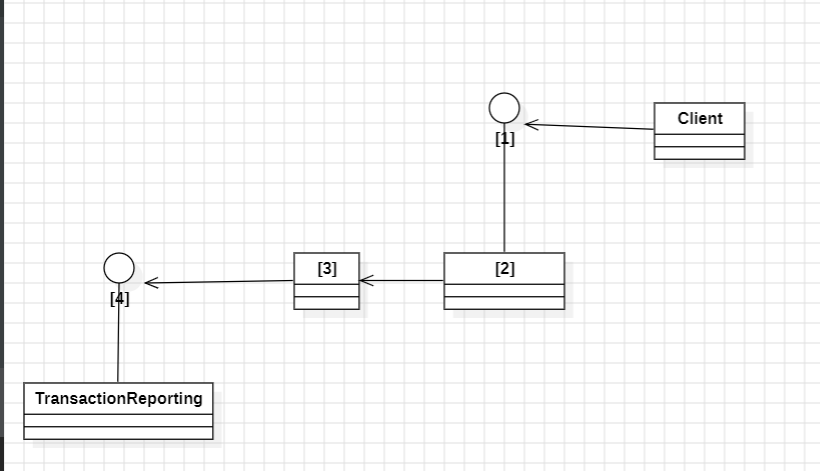 Client
[1]
[3]
[2]
[4]
TransactionReporting